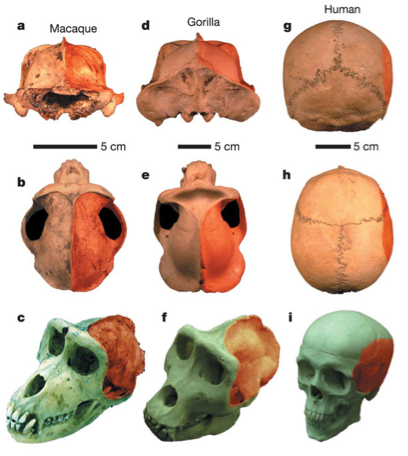 a Macaque
d Gorilla
g Human
5 cm
5 cm
5 cm
b
e
h
c
f
i